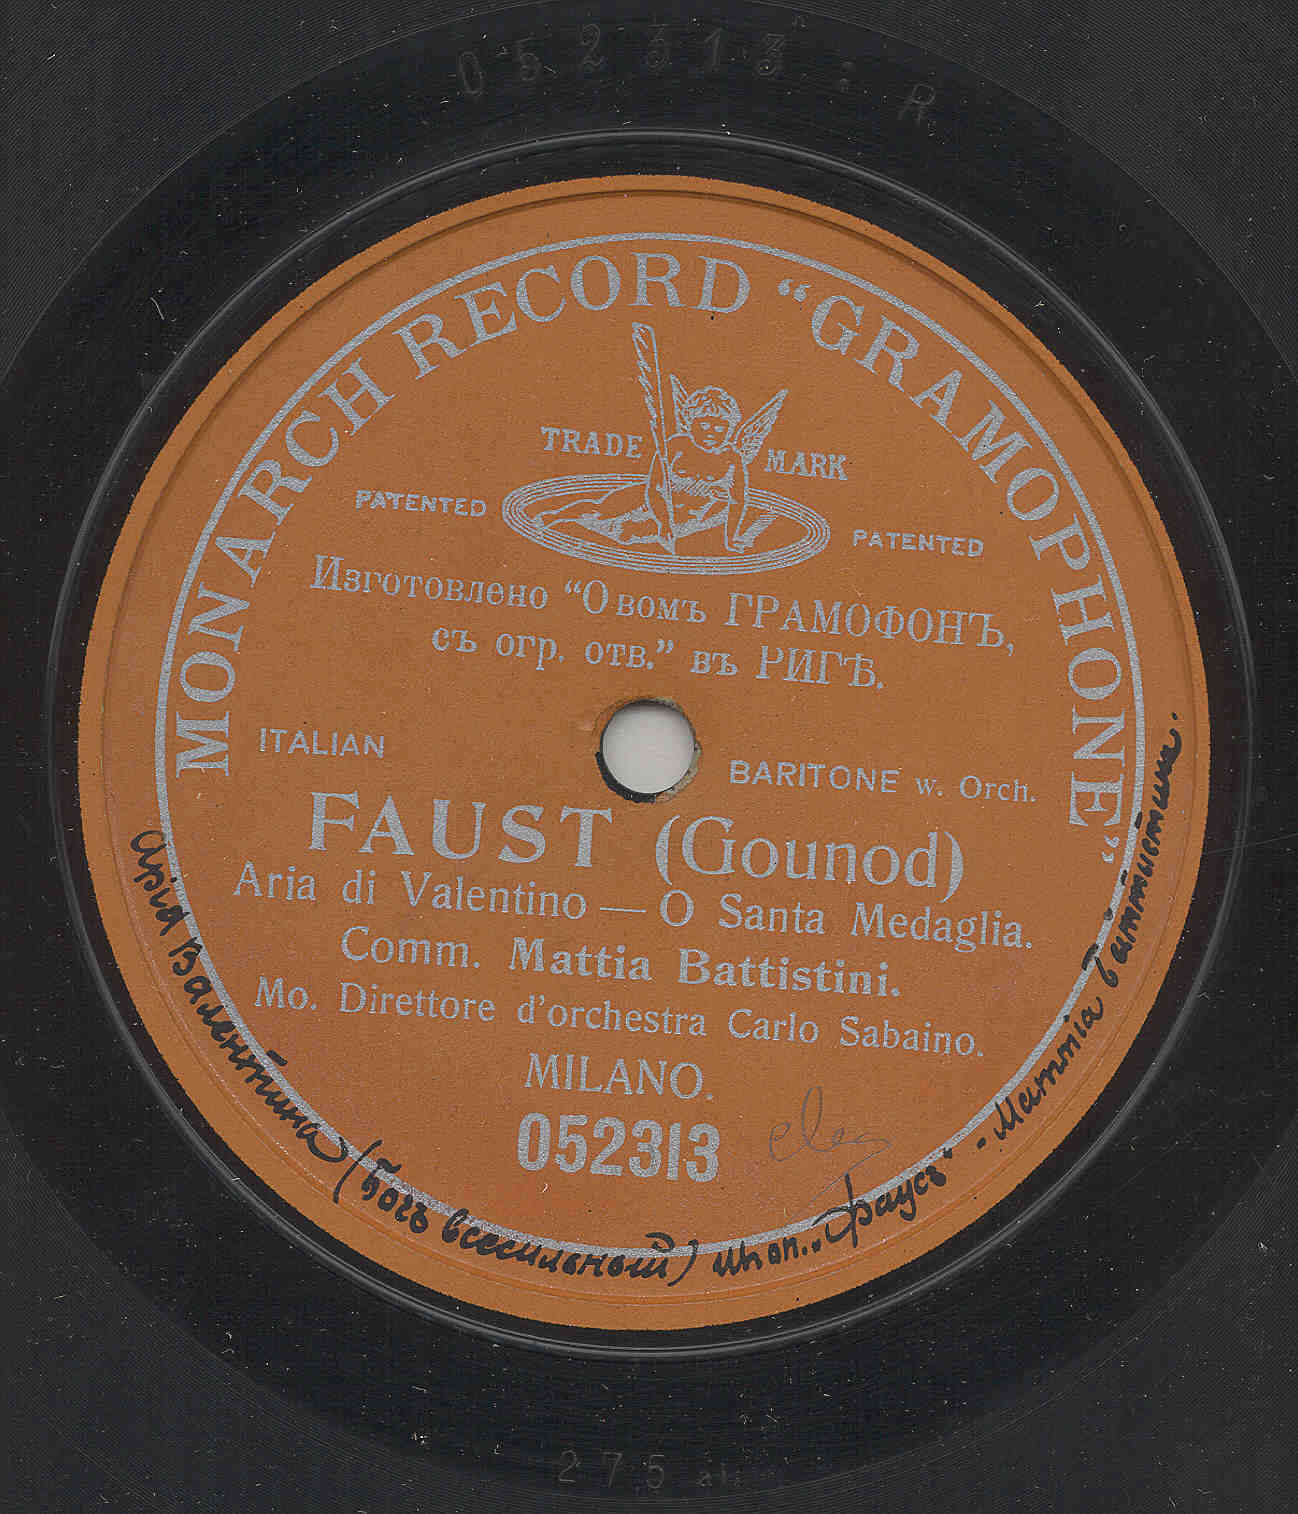 052313
R
MONARCH RECORD “GRAMOPHONE”
TRADE MARK
PATENTED PATENTED
Изготовлено “О вомъ ГРАМОФОНЪ,
съ огр. отв.” въ РИГѢ.
ITALIAN
BARITONE w. Orch.
FAUST (Gounod)
Aria di Valentino — O Santa Medaglia.
Comm. Mattia Battistini.
Mo. Direttore d’orchestra Carlo Sabaino.
MILANO.
052313
Арія Валентина (Богъ всесильный) оп. „Фаустъ“ - Маттіа Баттистини.
275